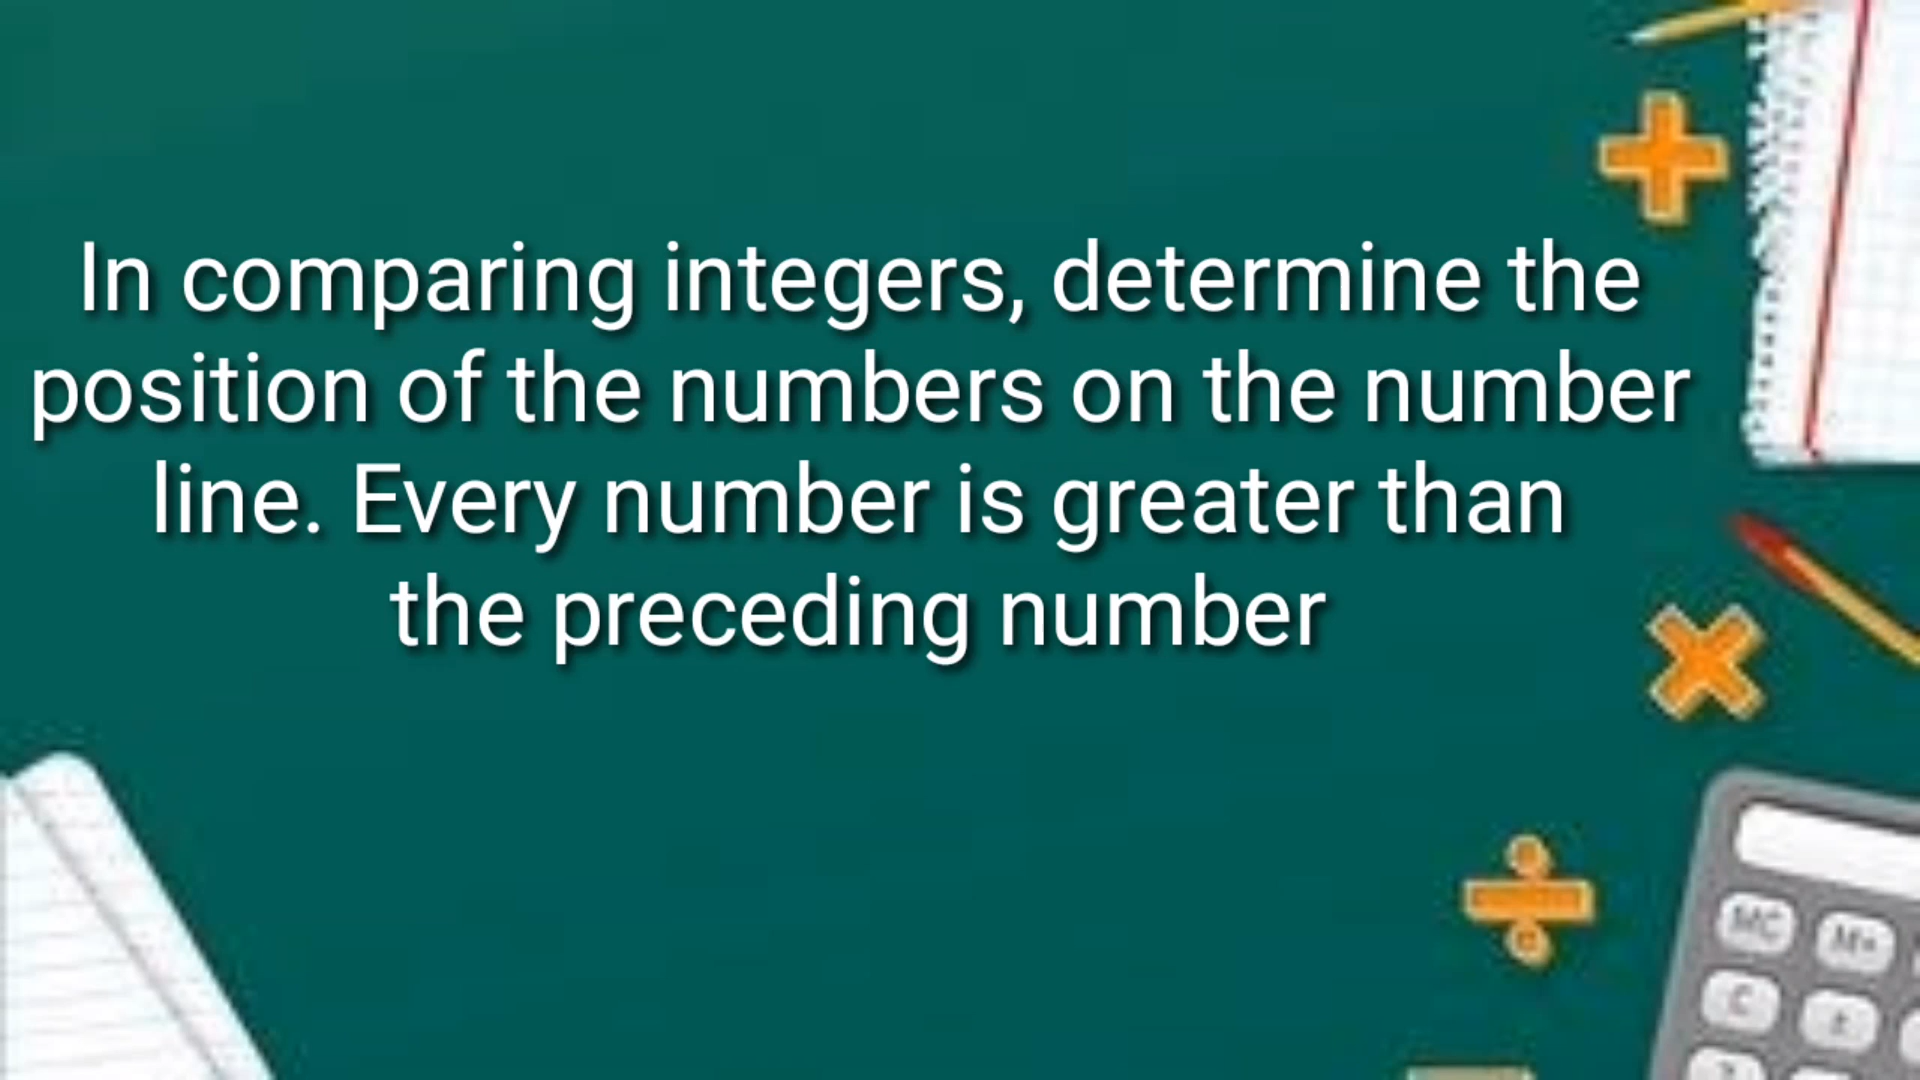 In comparing integers, determine the
position of the numbers on the number
line. Every number is greater than
the preceding number
MC
M+
C